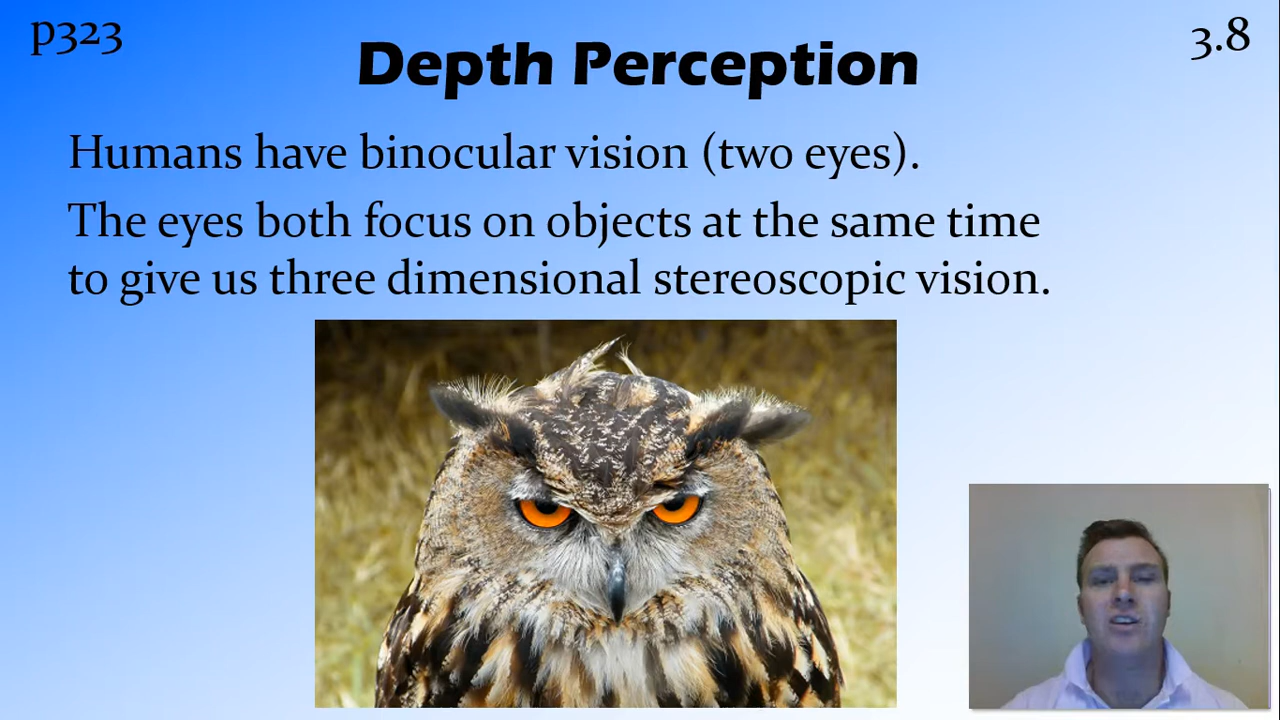 p323
3.8
Depth Perception
Humans have binocular vision (two eyes).
The eyes both focus on objects at the same time
to give us three dimensional stereoscopic vision.